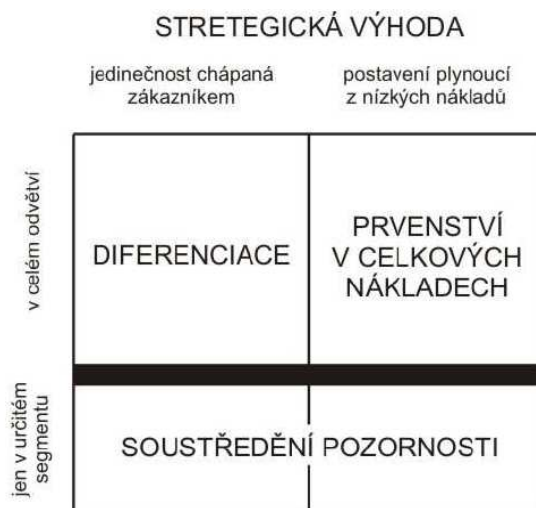 STRETEGICKÁ VÝHODA
jedinečnost chápaná
zákazníkem
postavení plynoucí
z nízkých nákladů
v celém odvětví
DIFERENCIACE
PRVENSTVÍ
V CELKOVÝCH
NÁKLADECH
jen v určitém
segmentu
SOUSTŘEDĚNÍ POZORNOSTI